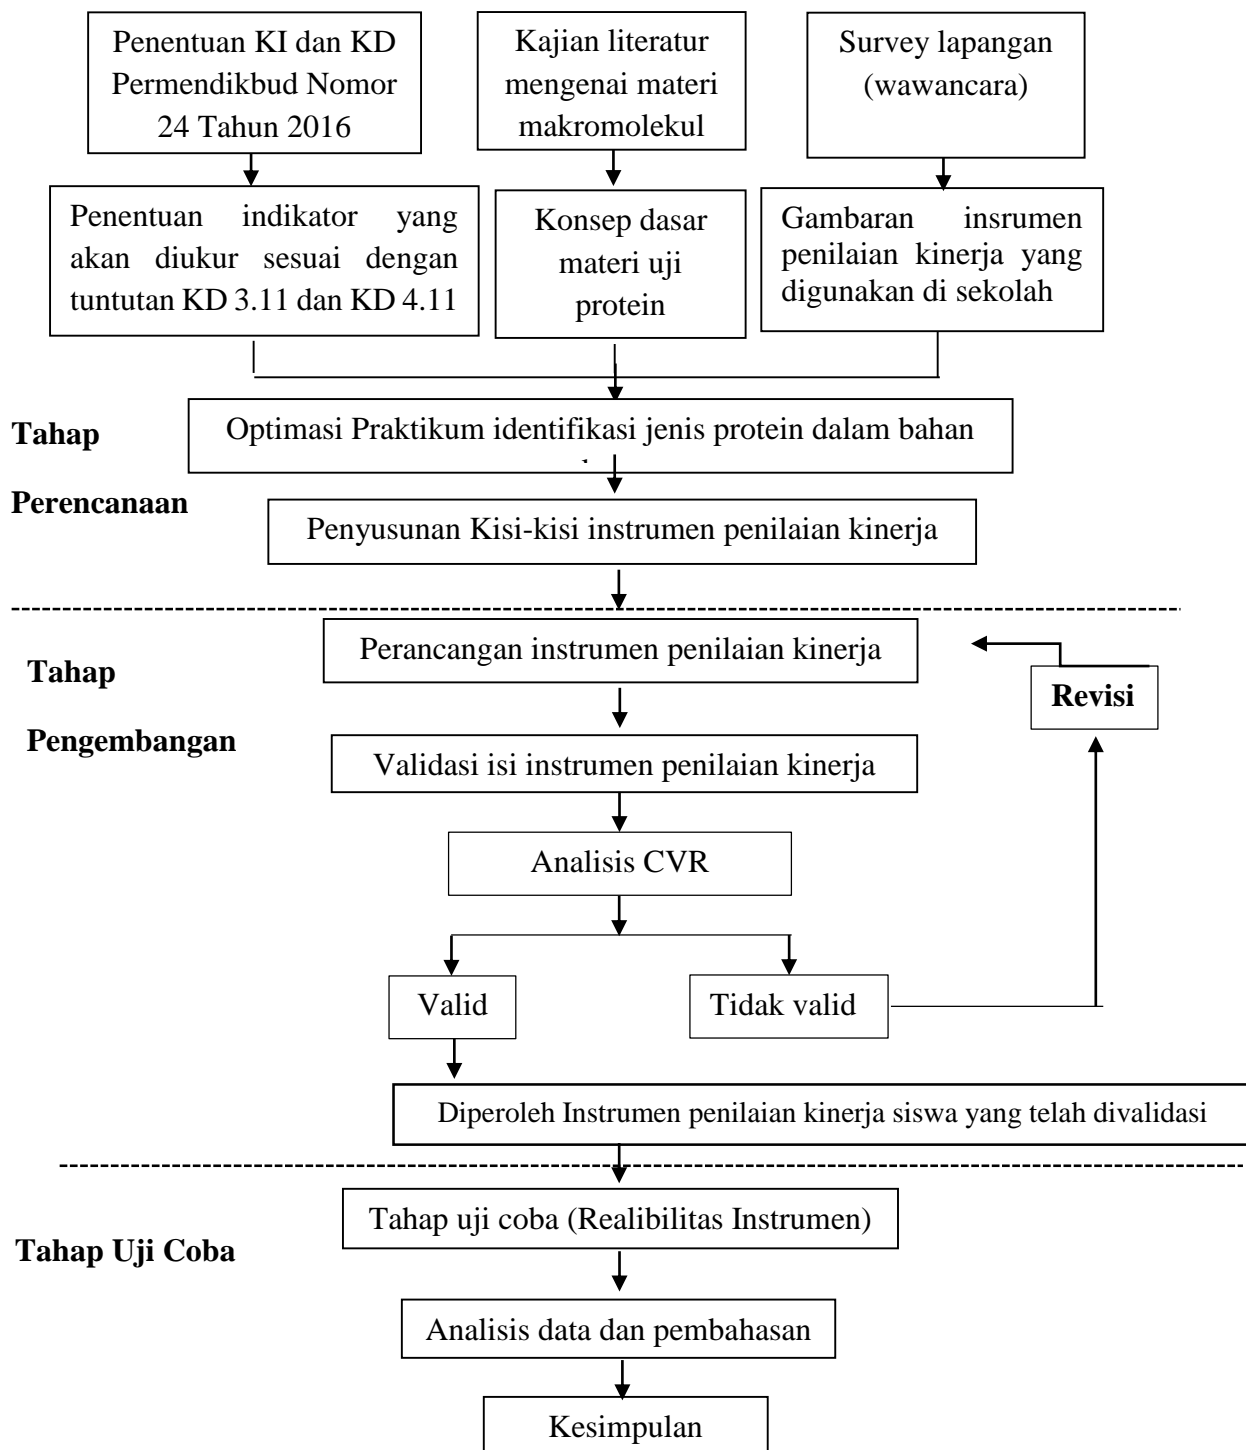 Penentuan KI dan KD
Permendikbud Nomor
24 Tahun 2016
Kajian literatur
mengenai materi
makromolekul
Survey lapangan
(wawancara)
Penentuan indikator yang
akan diukur sesuai dengan
tuntutan KD 3.11 dan KD 4.11
Konsep dasar
materi uji
protein
Gambaran insrumen
penilaian kinerja yang
digunakan di sekolah
Tahap
Perencanaan
Optimasi Praktikum identifikasi jenis protein dalam bahan
Penyusunan Kisi-kisi instrumen penilaian kinerja
Tahap
Pengembangan
Perancangan instrumen penilaian kinerja
Revisi
Validasi isi instrumen penilaian kinerja
Analisis CVR
Valid
Tidak valid
Diperoleh Instrumen penilaian kinerja siswa yang telah divalidasi
Tahap Uji Coba
Tahap uji coba (Realibilitas Instrumen)
Analisis data dan pembahasan
Kesimpulan